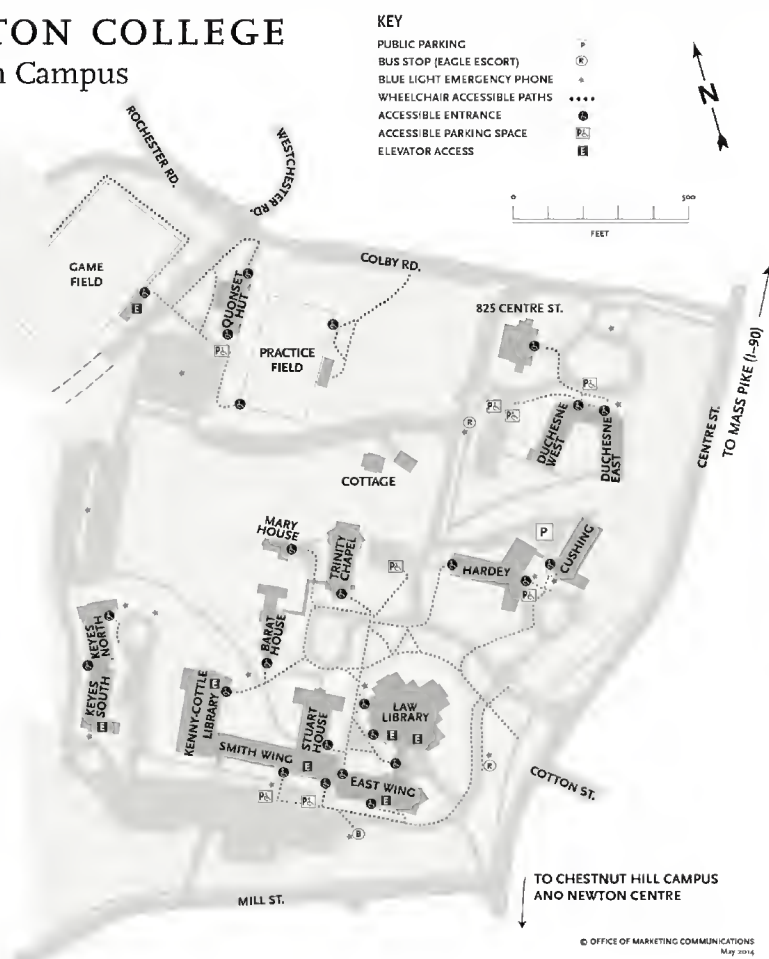 TON COLLEGE
n Campus
KEY
PUBLIC PARKING P
BUS STOP (EAGLE ESCORT) R
BLUE LIGHT EMERGENCY PHONE
WHEELCHAIR ACCESSIBLE PATHS
ACCESSIBLE ENTRANCE
ACCESSIBLE PARKING SPACE P
ELEVATOR ACCESS E
N
0 500
FEET
ROCHESTER RD.
WESTCHESTER RD.
COLBY RD.
GAME
FIELD
E
QUONSET
HUT
P
PRACTICE
FIELD
825 CENTRE ST.
P
P
P
R
DUCHESNE
WEST
DUCHESNE
EAST
CENTRE ST.
TO MASS PIKE (I-90)
COTTAGE
MARY
HOUSE
TRINITY
CHAPEL
P
HARDEY
P
CUSHING
P
BARAT
HOUSE
KEYES
NORTH
KEYES
SOUTH
E
KENNY-COTTLE
LIBRARY
E
STUART
HOUSE
LAW
LIBRARY
E E
SMITH WING
E
EAST WING
E
P
P
B
R
COTTON ST.
MILL ST.
TO CHESTNUT HILL CAMPUS
ANO NEWTON CENTRE
© OFFICE OF MARKETING COMMUNICATIONS
May 2014